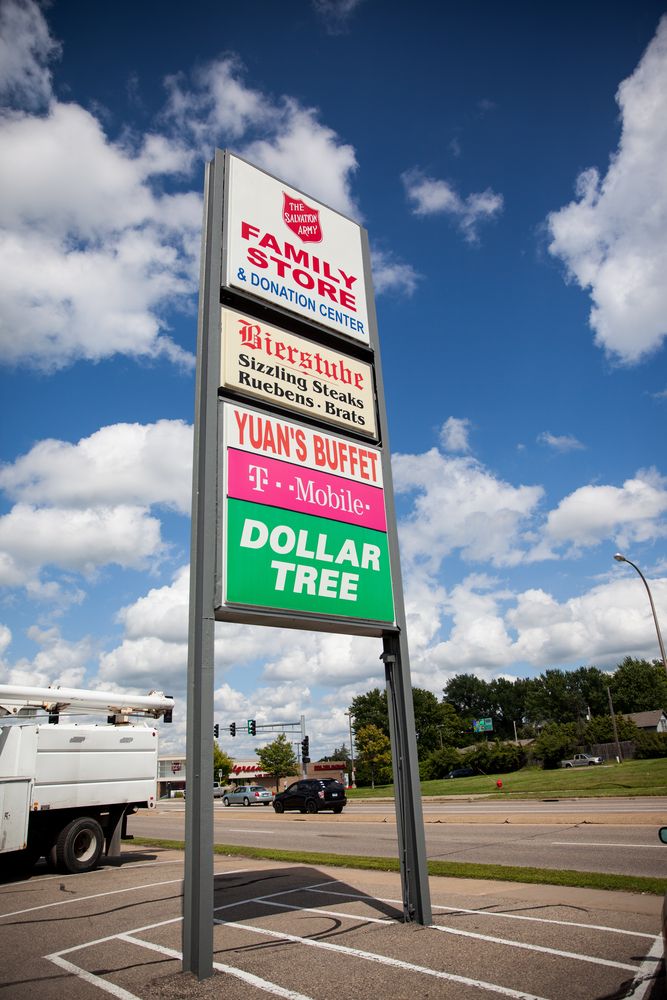 THE
SALVATION
ARMY
FAMILY
STORE
& DONATION CENTER
Bierstube
Sizzling Steaks
Ruebens · Brats
YUAN'S BUFFET
T · · Mobile ·
DOLLAR
TREE